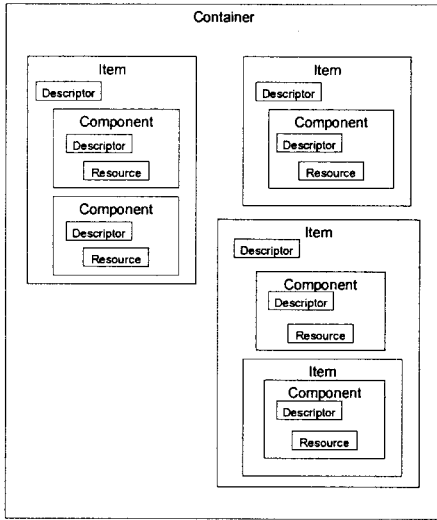 Container
Item
Descriptor
Component
Descriptor
Resource
Component
Descriptor
Resource
Item
Descriptor
Component
Descriptor
Resource
Item
Descriptor
Component
Descriptor
Resource
Item
Component
Descriptor
Resource